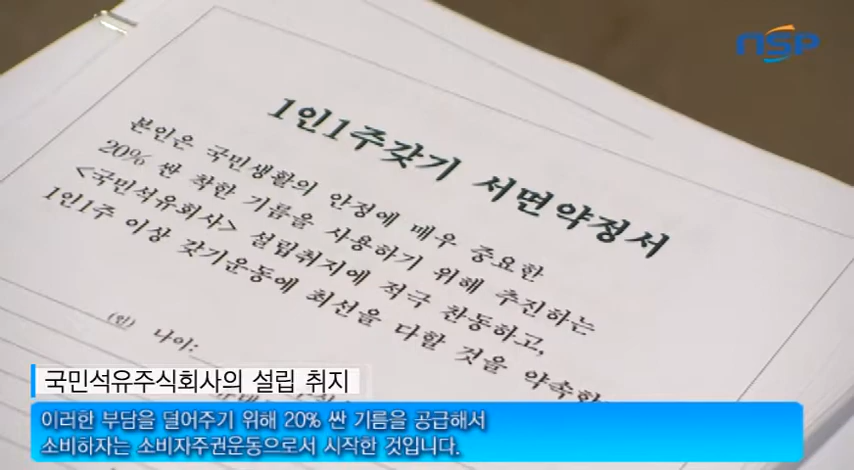 nsp
1인1주갖기 서면약정서
본인은 국민생활의 안정에 매우 중요한
20% 싼 착한 기름을 사용하기 위해 추진하는
<국민석유회사> 설립취지에 적극 찬동하고,
1인1주 이상 갖기운동에 최선을 다할 것을 약속한
(인) 나이:
국민석유주식회사의 설립 취지
이러한 부담을 덜어주기 위해 20% 싼 기름을 공급해서
소비하자는 소비자주권운동으로서 시작한 것입니다.